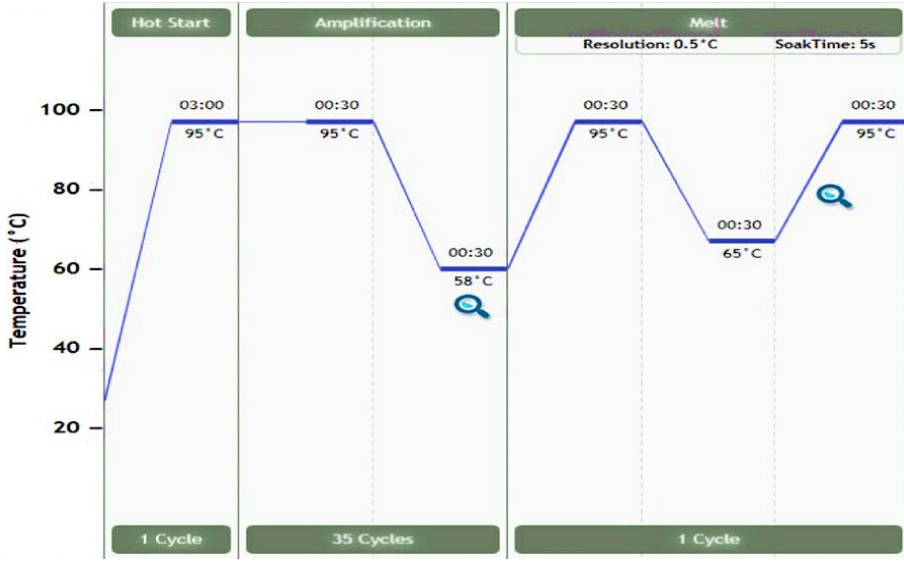 Hot Start
Amplification
Melt
Resolution: 0.5°C
SoakTime: 5s
100
03:00
00:30
00:30
00:30
95°C
95°C
95°C
95°C
80
Temperature (°C)
00:30
65°C
60
00:30
58°C
40
20
1 Cycle
35 Cycles
1 Cycle